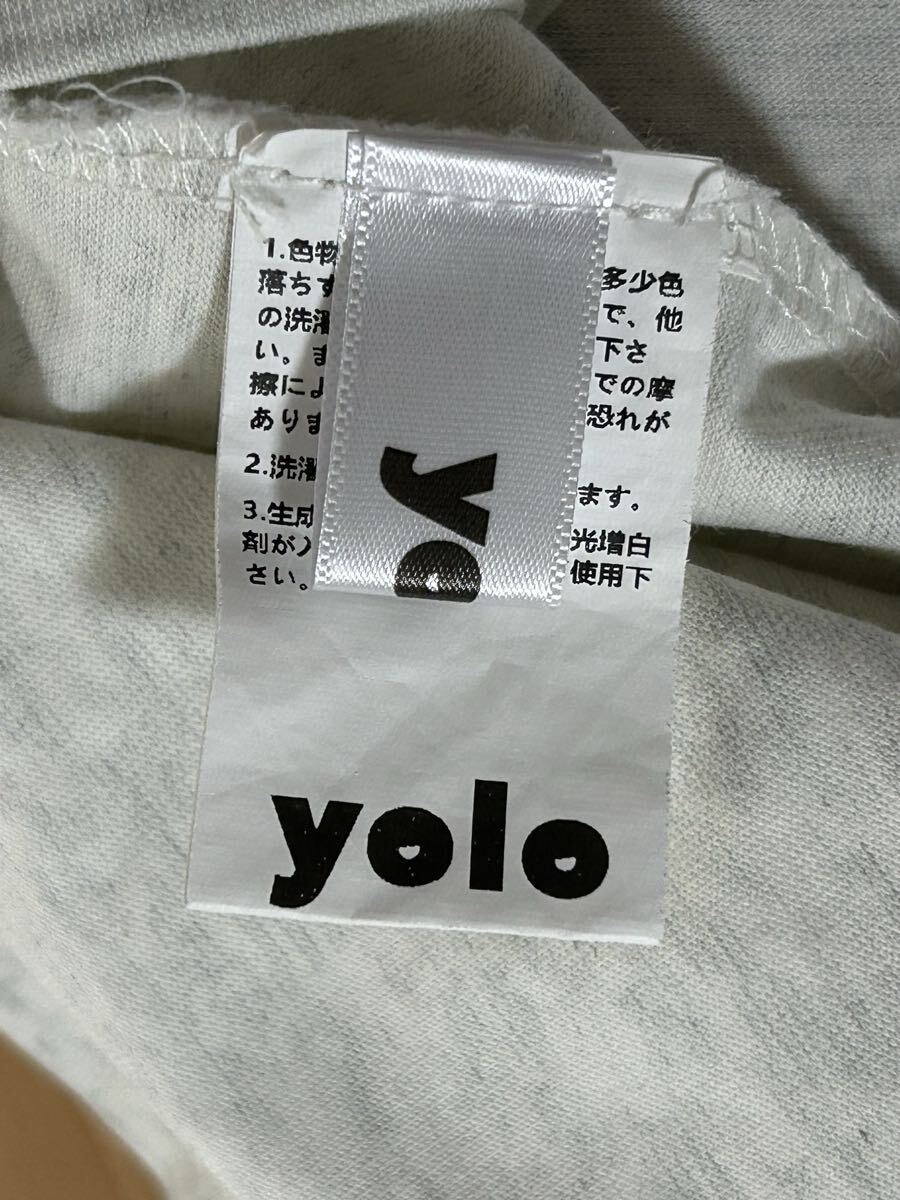 1.色物 多少色
落ちす で、他
の洗濯 下さ
い。ま での摩
擦によ 恐れが
ありま
2.洗濯 ます。
3.生成 光増白
剤が入 使用下
さい。
yo
yolo